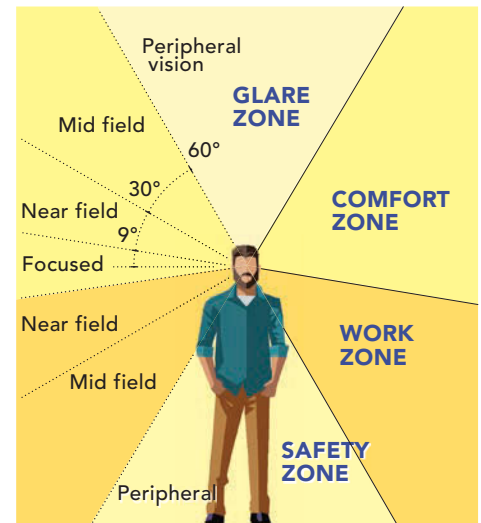 Peripheral
vision
GLARE
ZONE
Mid field
60°
30°
COMFORT
ZONE
Near field
9°
Focused
Near field
WORK
ZONE
Mid field
SAFETY
ZONE
Peripheral